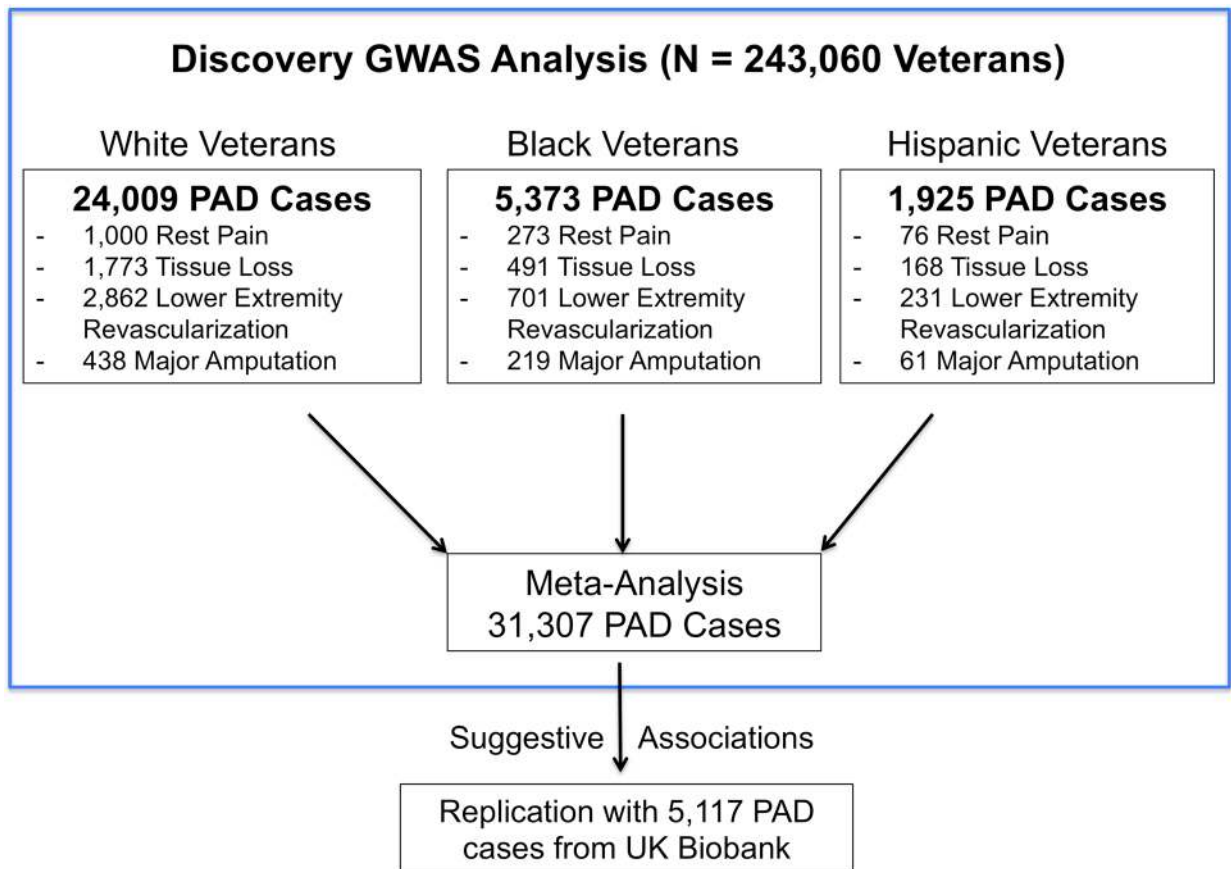 Discovery GWAS Analysis (N = 243,060 Veterans)
White Veterans
24,009 PAD Cases
- 1,000 Rest Pain
- 1,773 Tissue Loss
- 2,862 Lower Extremity
Revascularization
- 438 Major Amputation
Black Veterans
5,373 PAD Cases
- 273 Rest Pain
- 491 Tissue Loss
- 701 Lower Extremity
Revascularization
- 219 Major Amputation
Hispanic Veterans
1,925 PAD Cases
- 76 Rest Pain
- 168 Tissue Loss
- 231 Lower Extremity
Revascularization
- 61 Major Amputation
Meta-Analysis
31,307 PAD Cases
Suggestive Associations
Replication with 5,117 PAD
cases from UK Biobank